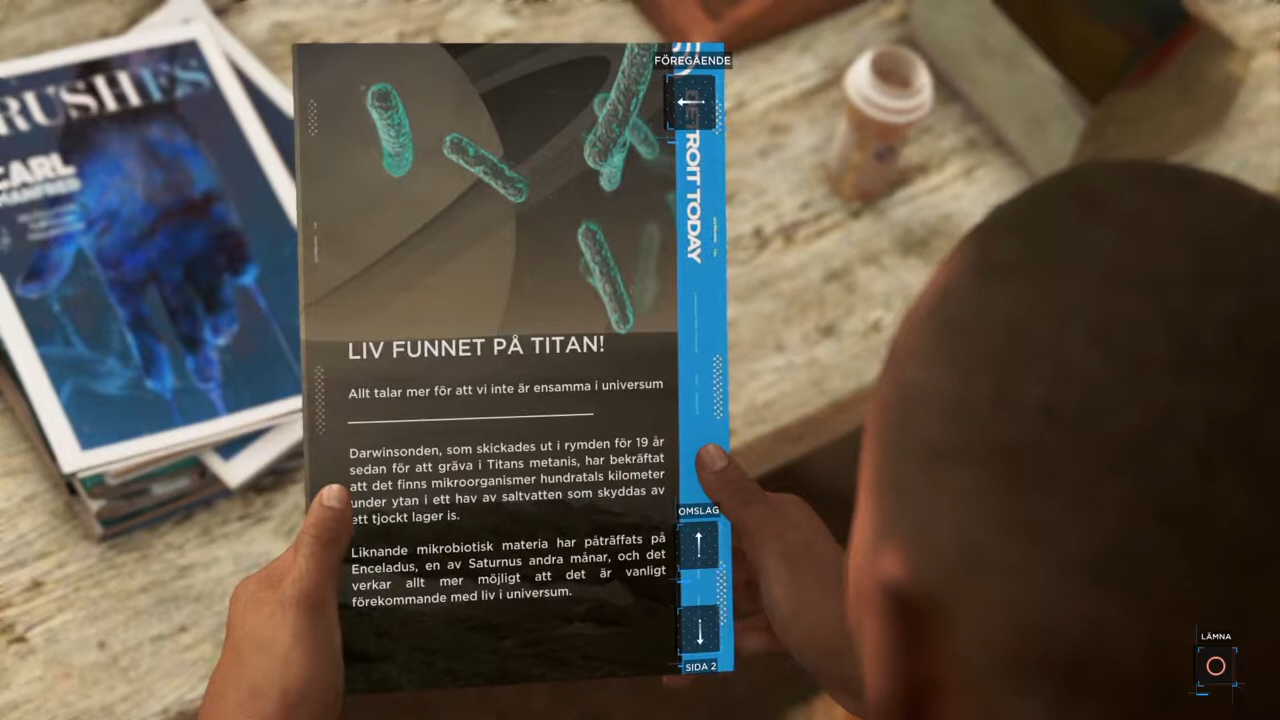 RUSHES
CARL
FÖREGÅENDE
DETROIT TODAY
LIV FUNNET PÅ TITAN!
Allt talar mer för att vi inte är ensamma i universum
Darwinsonden, som skickades ut i rymden för 19 år
sedan för att gräva i Titans metanis, har bekräftat
att det finns mikroorganismer hundratals kilometer
under ytan i ett hav av saltvatten som skyddas av
ett tjockt lager is.
Liknande mikrobiotisk materia har påträffats på
Enceladus, en av Saturnus andra månar, och det
verkar allt mer möjligt att det är vanligt
förekommande med liv i universum.
OMSLAG
SIDA 2
LÄMNA